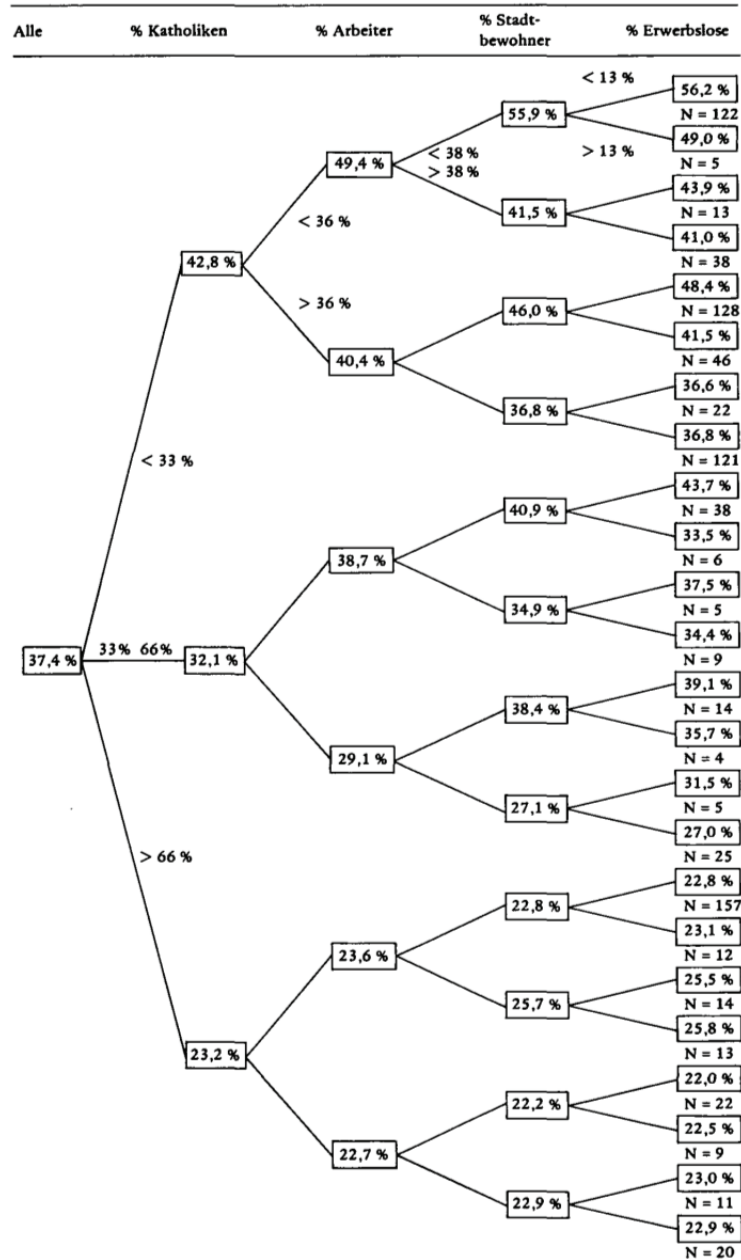 Alle % Katholiken % Arbeiter % Stadt-
bewohner % Erwerbslose
< 13 % 56,2 %
55,9 % N = 122
49,0 %
49,4 % < 38 % > 13 % N = 5
> 38 % 43,9 %
41,5 % N = 13
< 36 % 41,0 %
42,8 % N = 38
48,4 %
> 36 % 46,0 % N = 128
41,5 %
40,4 % N = 46
36,6 %
36,8 % N = 22
36,8 %
< 33 % N = 121
43,7 %
40,9 % N = 38
33,5 %
38,7 % N = 6
37,5 %
34,9 % N = 5
34,4 %
37,4 % 33% 66% 32,1 % N = 9
39,1 %
38,4 % N = 14
35,7 %
29,1 % N = 4
31,5 %
27,1 % N = 5
27,0 %
> 66 % N = 25
22,8 %
22,8 % N = 157
23,1 %
23,6 % N = 12
25,5 %
25,7 % N = 14
25,8 %
23,2 % N = 13
22,0 %
22,2 % N = 22
22,5 %
22,7 % N = 9
23,0 %
22,9 % N = 11
22,9 %
N = 20